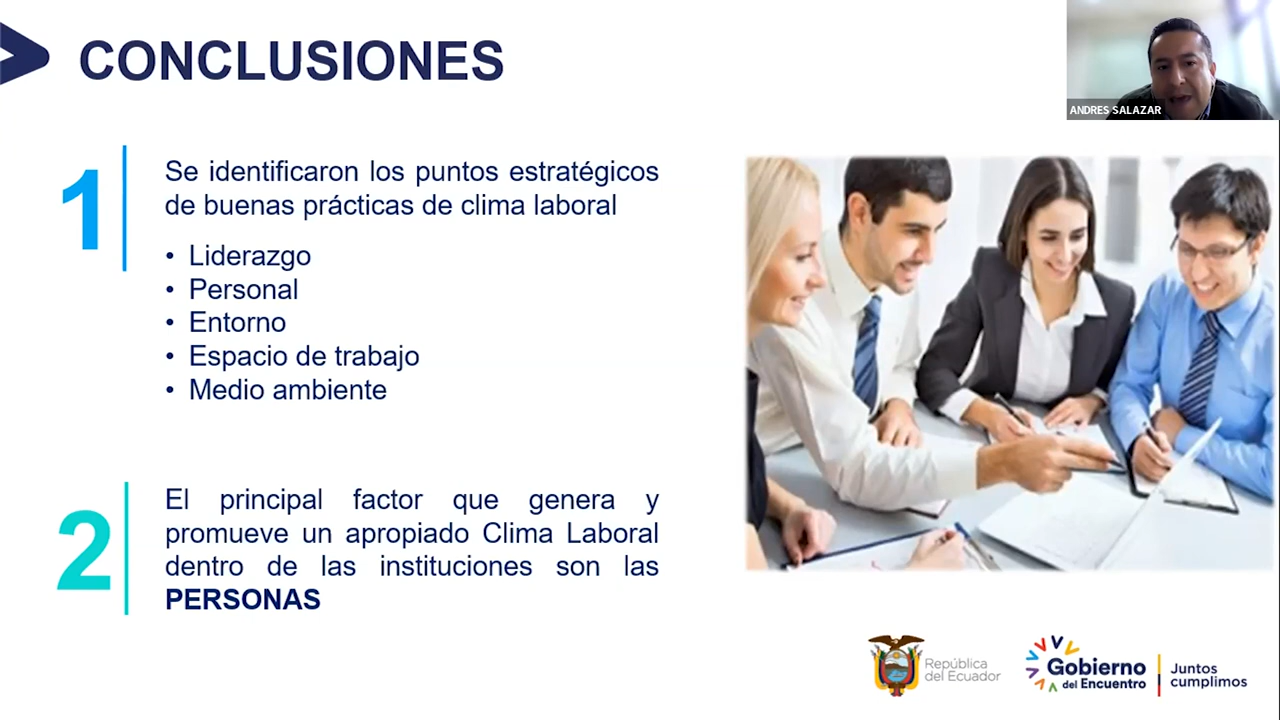 CONCLUSIONES
ANDRES SALAZAR
1
Se identificaron los puntos estratégicos
de buenas prácticas de clima laboral
• Liderazgo
• Personal
• Entorno
• Espacio de trabajo
• Medio ambiente
2
El principal factor que genera y
promueve un apropiado Clima Laboral
dentro de las instituciones son las
PERSONAS
República
del Ecuador
Gobierno
del Encuentro
Juntos
cumplimos